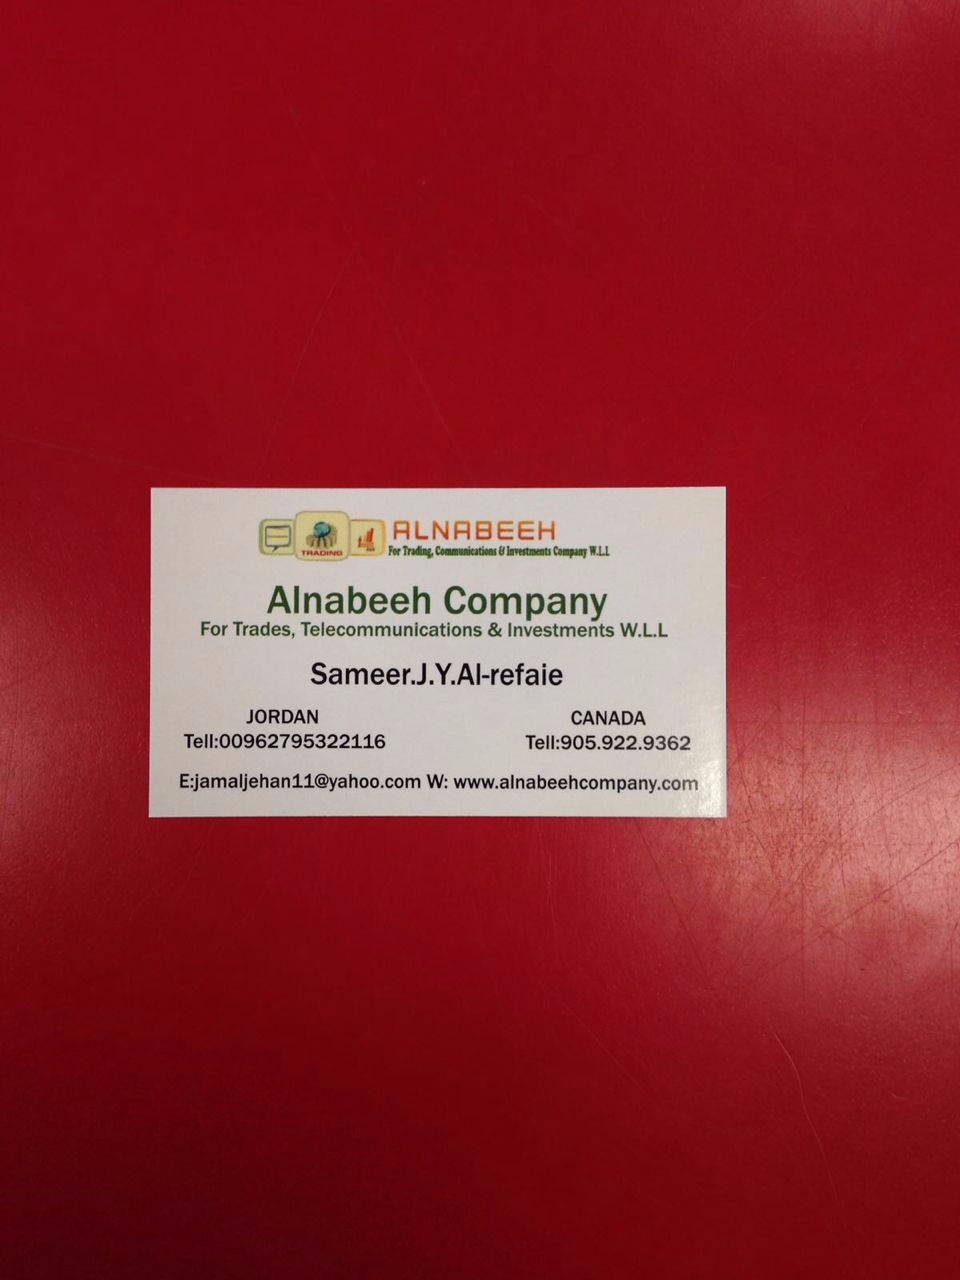 TRADING
ALNABEEH
For Trading, Communications & Investments Company W.L.L
Alnabeeh Company
For Trades, Telecommunications & Investments W.L.L
Sameer.J.Y.Al-refaie
JORDAN CANADA
Tell:00962795322116 Tell:905.922.9362
E:jamaljehan11@yahoo.com W: www.alnabeehcompany.com